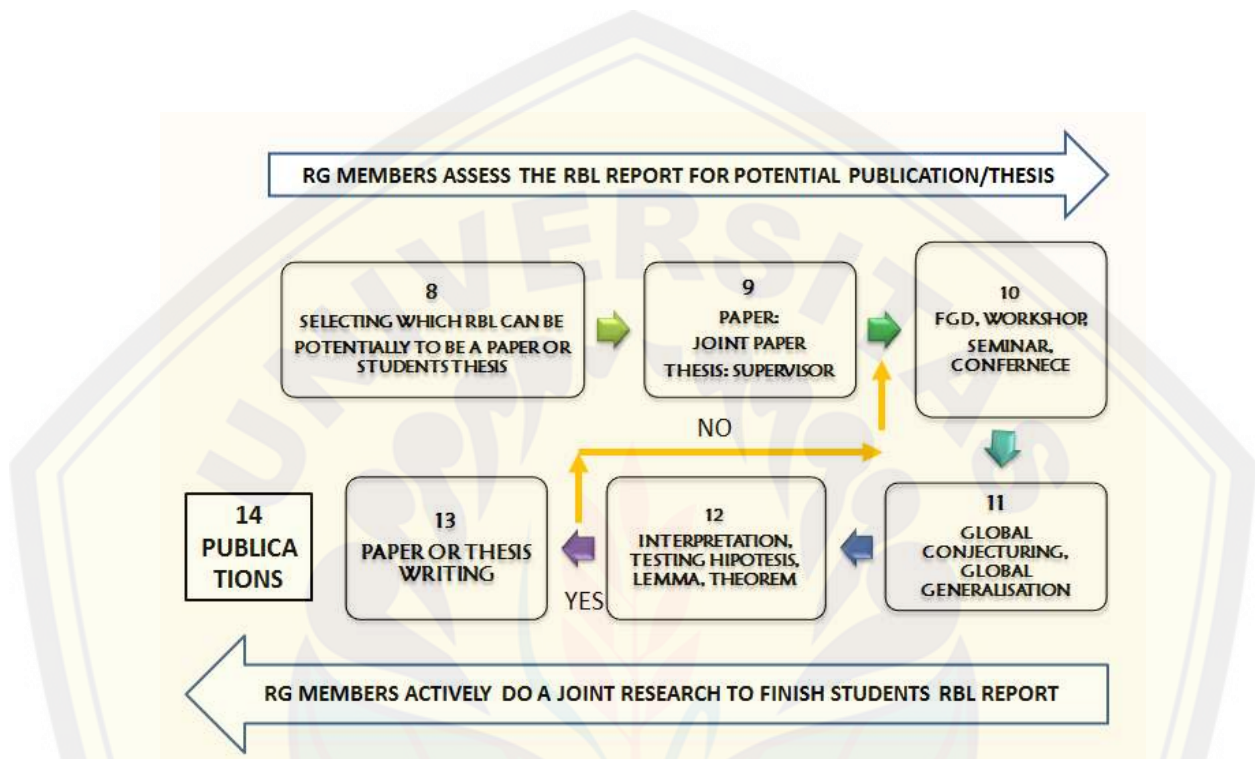 RG MEMBERS ASSESS THE RBL REPORT FOR POTENTIAL PUBLICATION/THESIS
UNIVERSITAS
8
SELECTING WHICH RBL CAN BE
POTENTIALLY TO BE A PAPER OR
STUDENTS THESIS
9
PAPER:
JOINT PAPER
THESIS: SUPERVISOR
10
FGD, WORKSHOP,
SEMINAR,
CONFERNECE
NO
14
PUBLICA
TIONS
13
PAPER OR THESIS
WRITING
YES
12
INTERPRETATION,
TESTING HIPOTESIS,
LEMMA, THEOREM
11
GLOBAL
CONJECTURING,
GLOBAL
GENERALISATION
RG MEMBERS ACTIVELY DO A JOINT RESEARCH TO FINISH STUDENTS RBL REPORT